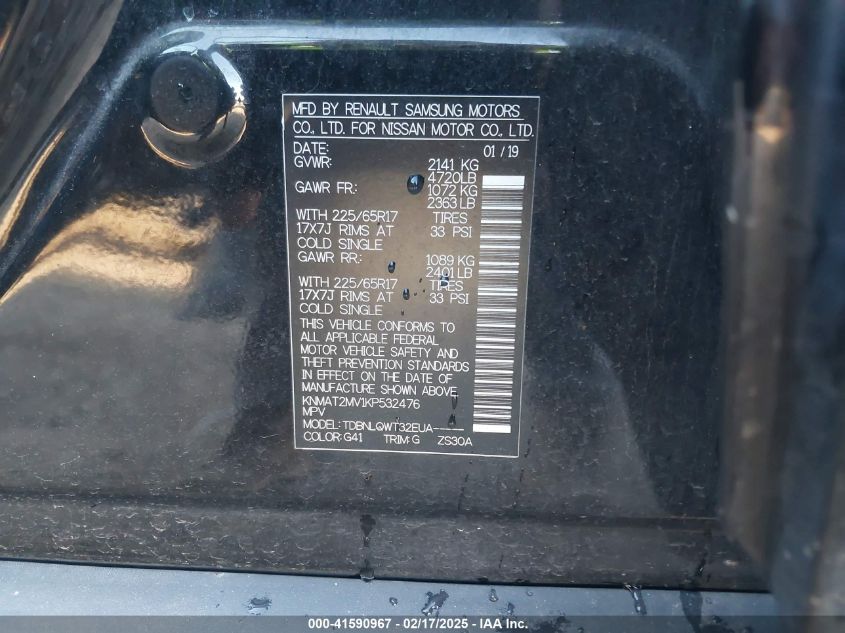 MFD BY RENAULT SAMSUNG MOTORS
CO., LTD. FOR NISSAN MOTOR CO., LTD.
DATE: 01 / 19
GVWR: 2141 KG
4720LB
GAWR FR.: 1072 KG
2363 LB
WITH 225/65R17 TIRES
17X7J RIMS AT 33 PSI
COLD SINGLE
GAWR RR.: 1089 KG
2401 LB
WITH 225/65R17 TIRES
17X7J RIMS AT 33 PSI
COLD SINGLE
THIS VEHICLE CONFORMS TO
ALL APPLICABLE FEDERAL
MOTOR VEHICLE SAFETY AND
THEFT PREVENTION STANDARDS
IN EFFECT ON THE DATE OF
MANUFACTURE SHOWN ABOVE
KNMAT2MV1KP532476
MPV
MODEL: TDBNLQWT32EUA-----
COLOR: G41 TRIM: G ZS30A
000-41590967 - 02/17/2025 - IAA Inc.